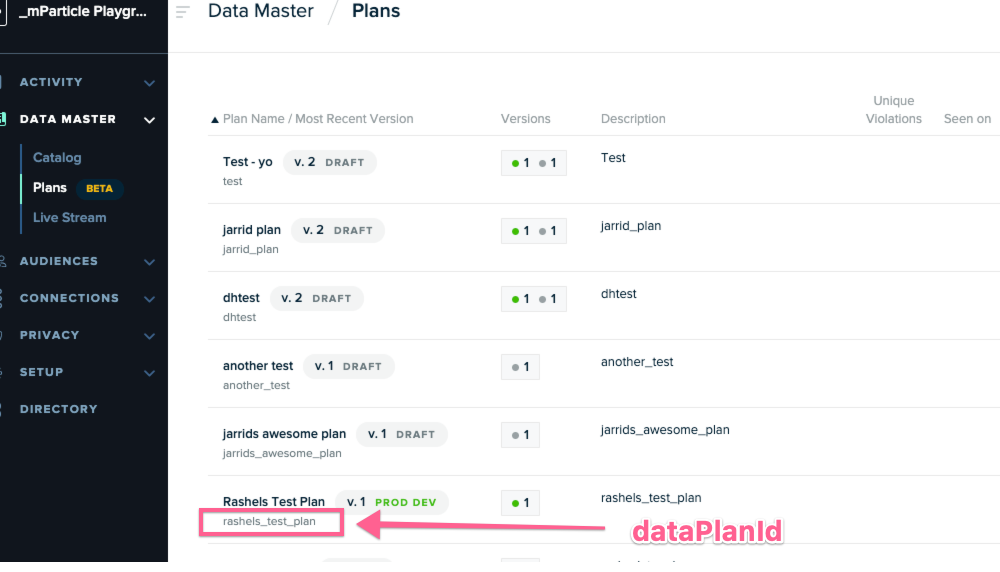 _mParticle Playgr...
Data Master / Plans
ACTIVITY
DATA MASTER
Catalog
Plans BETA
Live Stream
AUDIENCES
CONNECTIONS
PRIVACY
SETUP
DIRECTORY
Plan Name / Most Recent Version Versions Description Unique Violations Seen on
Test - yo v. 2 DRAFT 1 1 Test
test
jarrid plan v. 2 DRAFT 1 1 jarrid_plan
jarrid_plan
dhtest v. 2 DRAFT 1 1 dhtest
dhtest
another test v. 1 DRAFT 1 another_test
another_test
jarrids awesome plan v. 1 DRAFT 1 jarrids_awesome_plan
jarrids_awesome_plan
Rashels Test Plan v. 1 PROD DEV 1 rashels_test_plan
rashels_test_plan
dataPlanId